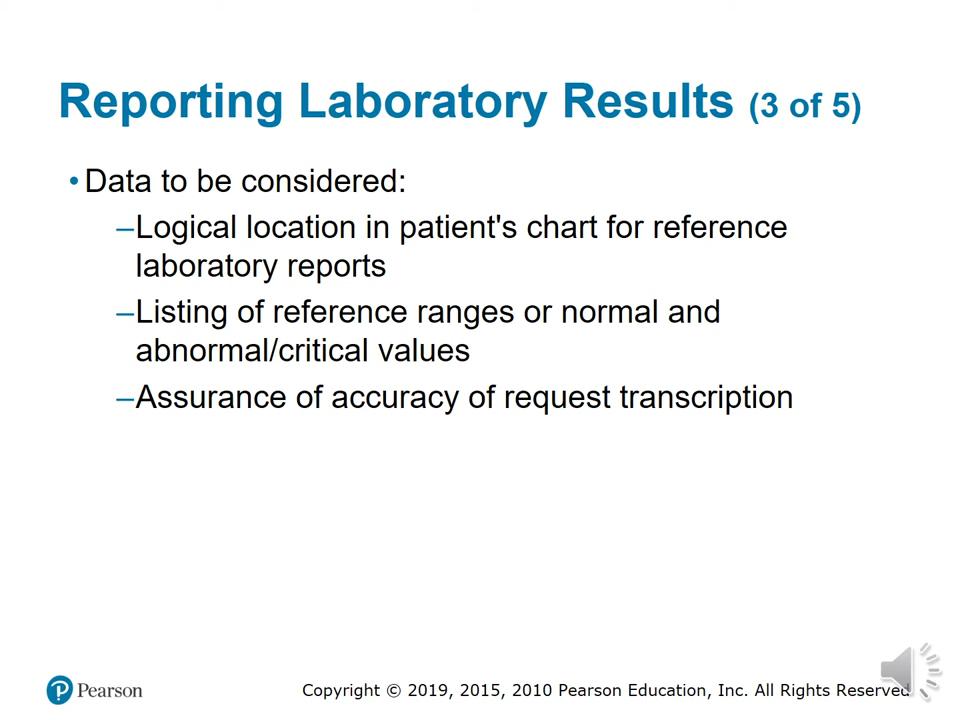 Reporting Laboratory Results (3 of 5)
• Data to be considered:
–Logical location in patient's chart for reference
laboratory reports
–Listing of reference ranges or normal and
abnormal/critical values
–Assurance of accuracy of request transcription
P Pearson
Copyright © 2019, 2015, 2010 Pearson Education, Inc. All Rights Reserved